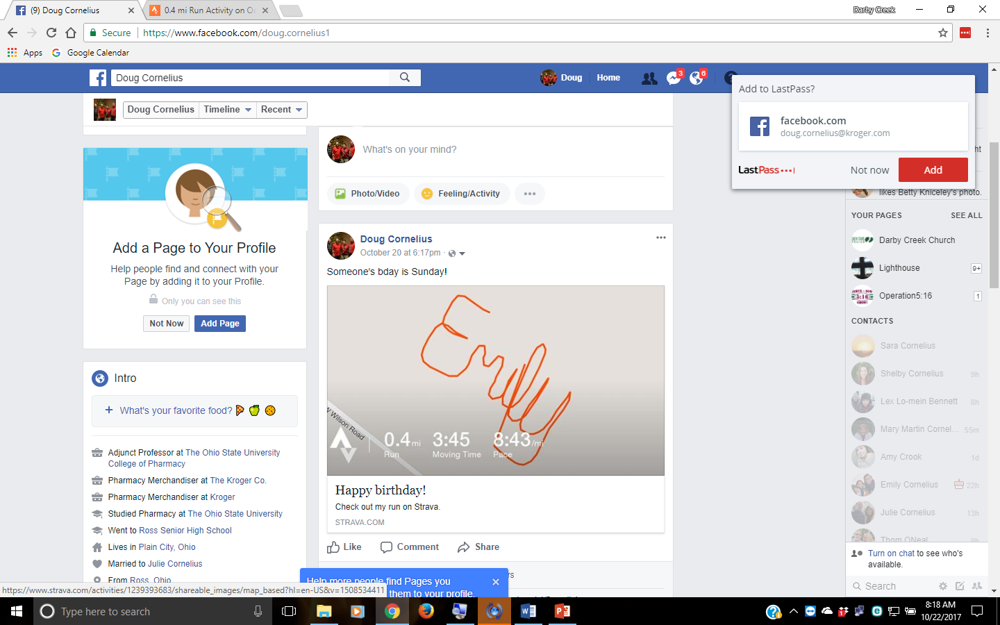 (9) Doug Cornelius
0.4 mi Run Activity on O
Darby Creek
Secure
https://www.facebook.com/doug.cornelius1
Apps
Google Calendar
Doug Cornelius
Doug
Home
3
6
?
Add to LastPass?
facebook.com
doug.cornelius@kroger.com
LastPass
Not now
Add
Doug Cornelius
Timeline
Recent
What's on your mind?
Photo/Video
Feeling/Activity
Add a Page to Your Profile
Help people find and connect with your
Page by adding it to your Profile.
Only you can see this
Not Now
Add Page
Intro
+ What's your favorite food?
Adjunct Professor at The Ohio State University
College of Pharmacy
Pharmacy Merchandiser at The Kroger Co.
Pharmacy Merchandiser at Kroger
Studied Pharmacy at The Ohio State University
Went to Ross Senior High School
Lives in Plain City, Ohio
Married to Julie Cornelius
From Ross, Ohio
Doug Cornelius
October 20 at 6:17pm
Someone's bday is Sunday!
Emily
Wilson Road
0.4 mi
Run
3:45
Moving Time
8:43 /mi
Pace
Happy birthday!
Check out my run on Strava.
STRAVA.COM
Like
Comment
Share
Help more people find Pages you
them to your profile.
https://www.strava.com/activities/1239393683/shareable_images/map_based?hl=en-US&v=1508534411
likes Betty Kniceley's photo.
YOUR PAGES
SEE ALL
Darby Creek Church
Lighthouse
9+
Operation5:16
1
CONTACTS
Sara Cornelius
Shelby Cornelius
9h
Lex Lo-mein Bennett
8h
Mary Martin Cornel...
55m
Amy Crook
1d
Emily Cornelius
22h
Julie Cornelius
13h
Thom ONeal
9h
Turn on chat to see who's
available.
Search
Type here to search
8:18 AM
10/22/2017